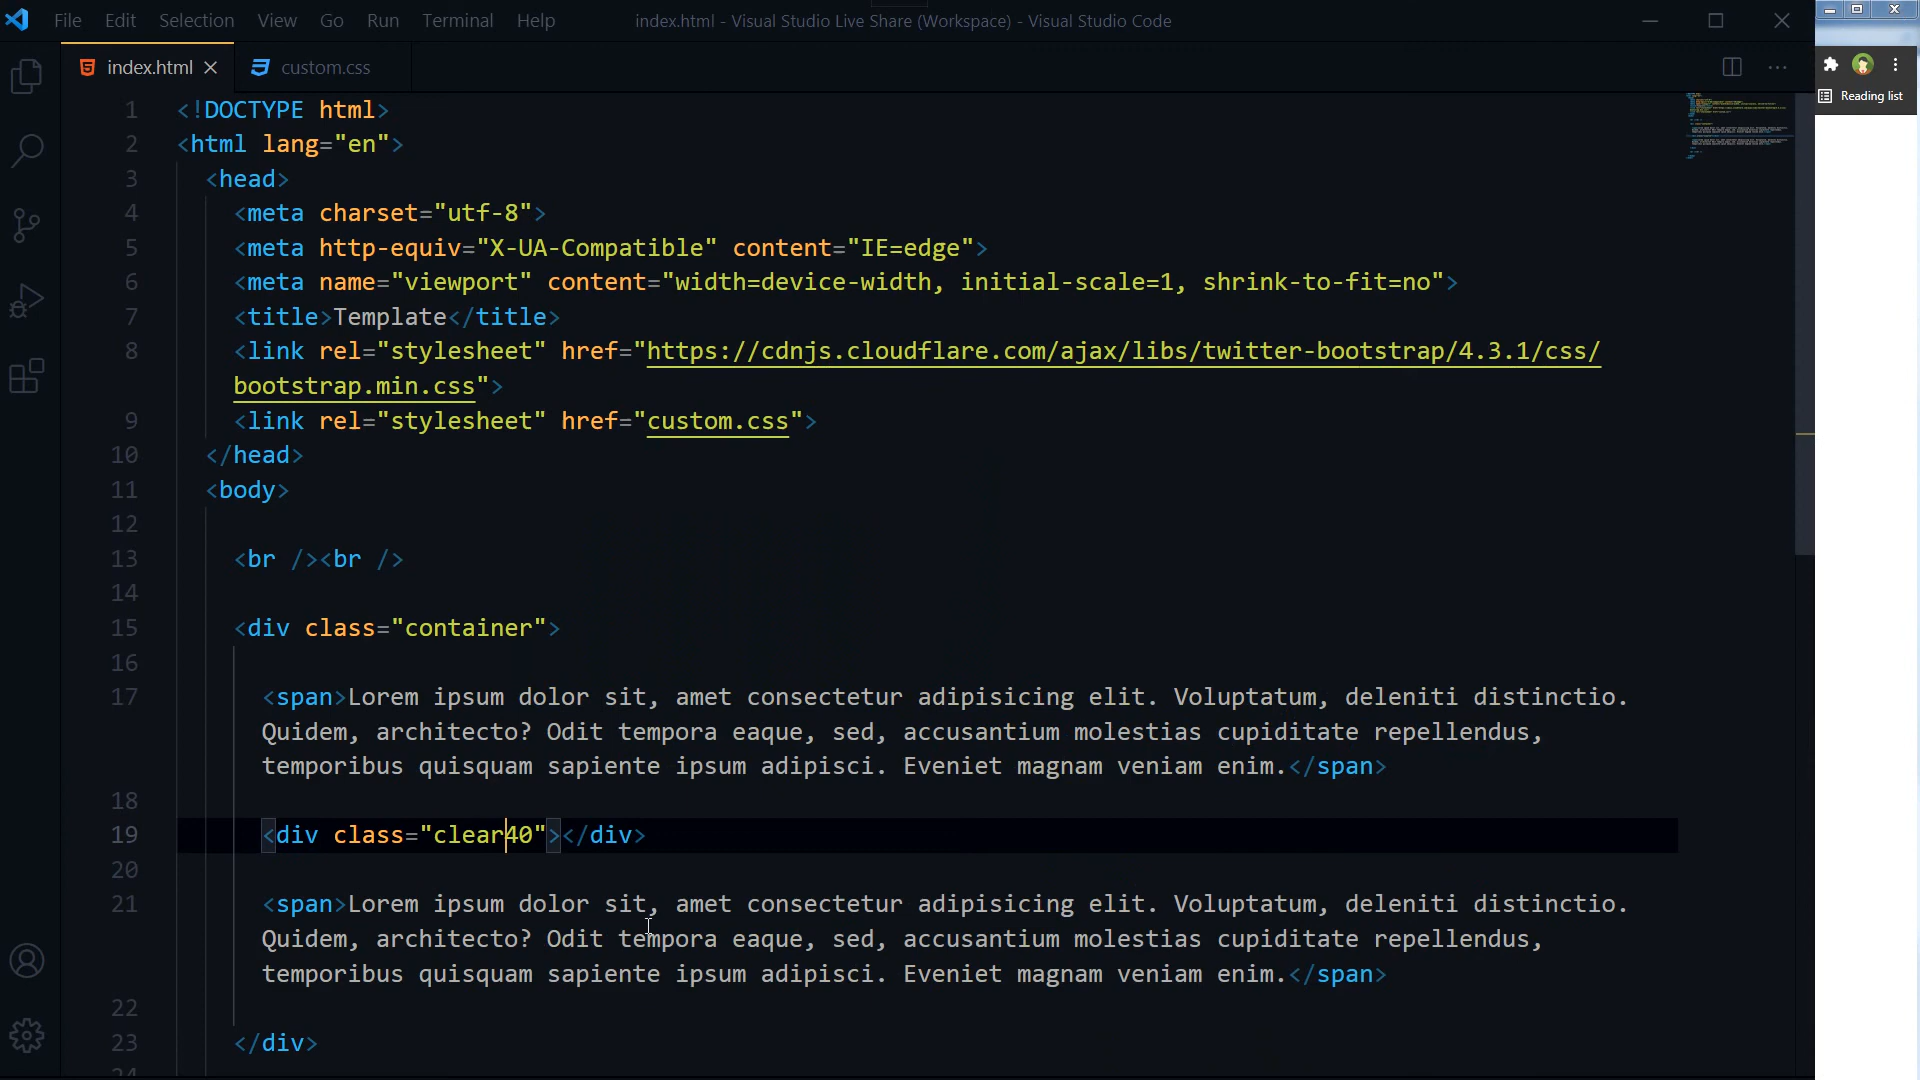 File Edit Selection View Go Run Terminal Help index.html - Visual Studio Live Share (Workspace) - Visual Studio Code
index.html custom.css
Reading list
1 <!DOCTYPE html>
2 <html lang="en">
3 <head>
4 <meta charset="utf-8">
5 <meta http-equiv="X-UA-Compatible" content="IE=edge">
6 <meta name="viewport" content="width=device-width, initial-scale=1, shrink-to-fit=no">
7 <title>Template</title>
8 <link rel="stylesheet" href="https://cdnjs.cloudflare.com/ajax/libs/twitter-bootstrap/4.3.1/css/
bootstrap.min.css">
9 <link rel="stylesheet" href="custom.css">
10 </head>
11 <body>
12
13 <br /><br />
14
15 <div class="container">
16
17 <span>Lorem ipsum dolor sit, amet consectetur adipisicing elit. Voluptatum, deleniti distinctio.
Quidem, architecto? Odit tempora eaque, sed, accusantium molestias cupiditate repellendus,
temporibus quisquam sapiente ipsum adipisci. Eveniet magnam veniam enim.</span>
18
19 <div class="clear40"></div>
20
21 <span>Lorem ipsum dolor sit, amet consectetur adipisicing elit. Voluptatum, deleniti distinctio.
Quidem, architecto? Odit tempora eaque, sed, accusantium molestias cupiditate repellendus,
temporibus quisquam sapiente ipsum adipisci. Eveniet magnam veniam enim.</span>
22
23 </div>